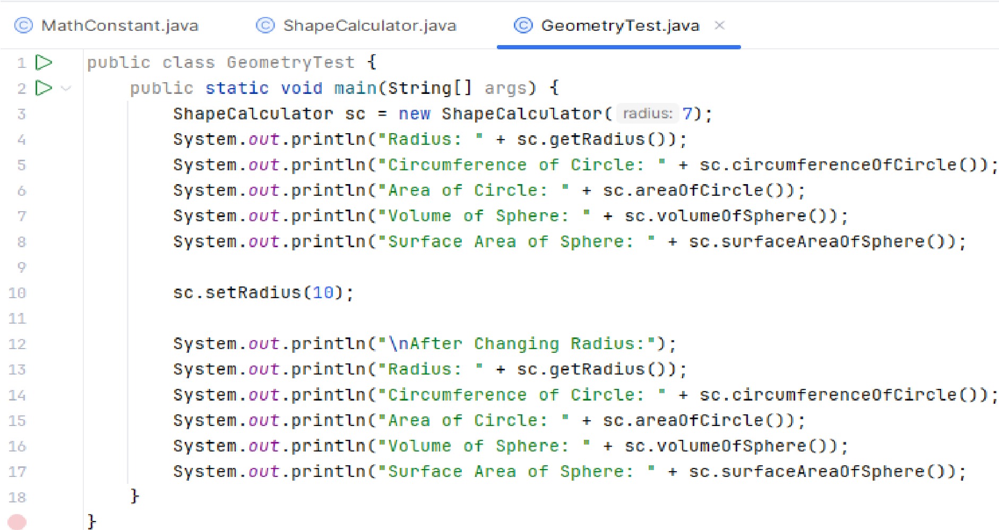 MathConstant.java ShapeCalculator.java GeometryTest.java
1 public class GeometryTest {
2 public static void main(String[] args) {
3 ShapeCalculator sc = new ShapeCalculator( radius: 7);
4 System.out.println("Radius: " + sc.getRadius());
5 System.out.println("Circumference of Circle: " + sc.circumferenceOfCircle());
6 System.out.println("Area of Circle: " + sc.areaOfCircle());
7 System.out.println("Volume of Sphere: " + sc.volumeOfSphere());
8 System.out.println("Surface Area of Sphere: " + sc.surfaceAreaOfSphere());
9
10 sc.setRadius(10);
11
12 System.out.println("\nAfter Changing Radius:");
13 System.out.println("Radius: " + sc.getRadius());
14 System.out.println("Circumference of Circle: " + sc.circumferenceOfCircle());
15 System.out.println("Area of Circle: " + sc.areaOfCircle());
16 System.out.println("Volume of Sphere: " + sc.volumeOfSphere());
17 System.out.println("Surface Area of Sphere: " + sc.surfaceAreaOfSphere());
18 }
}